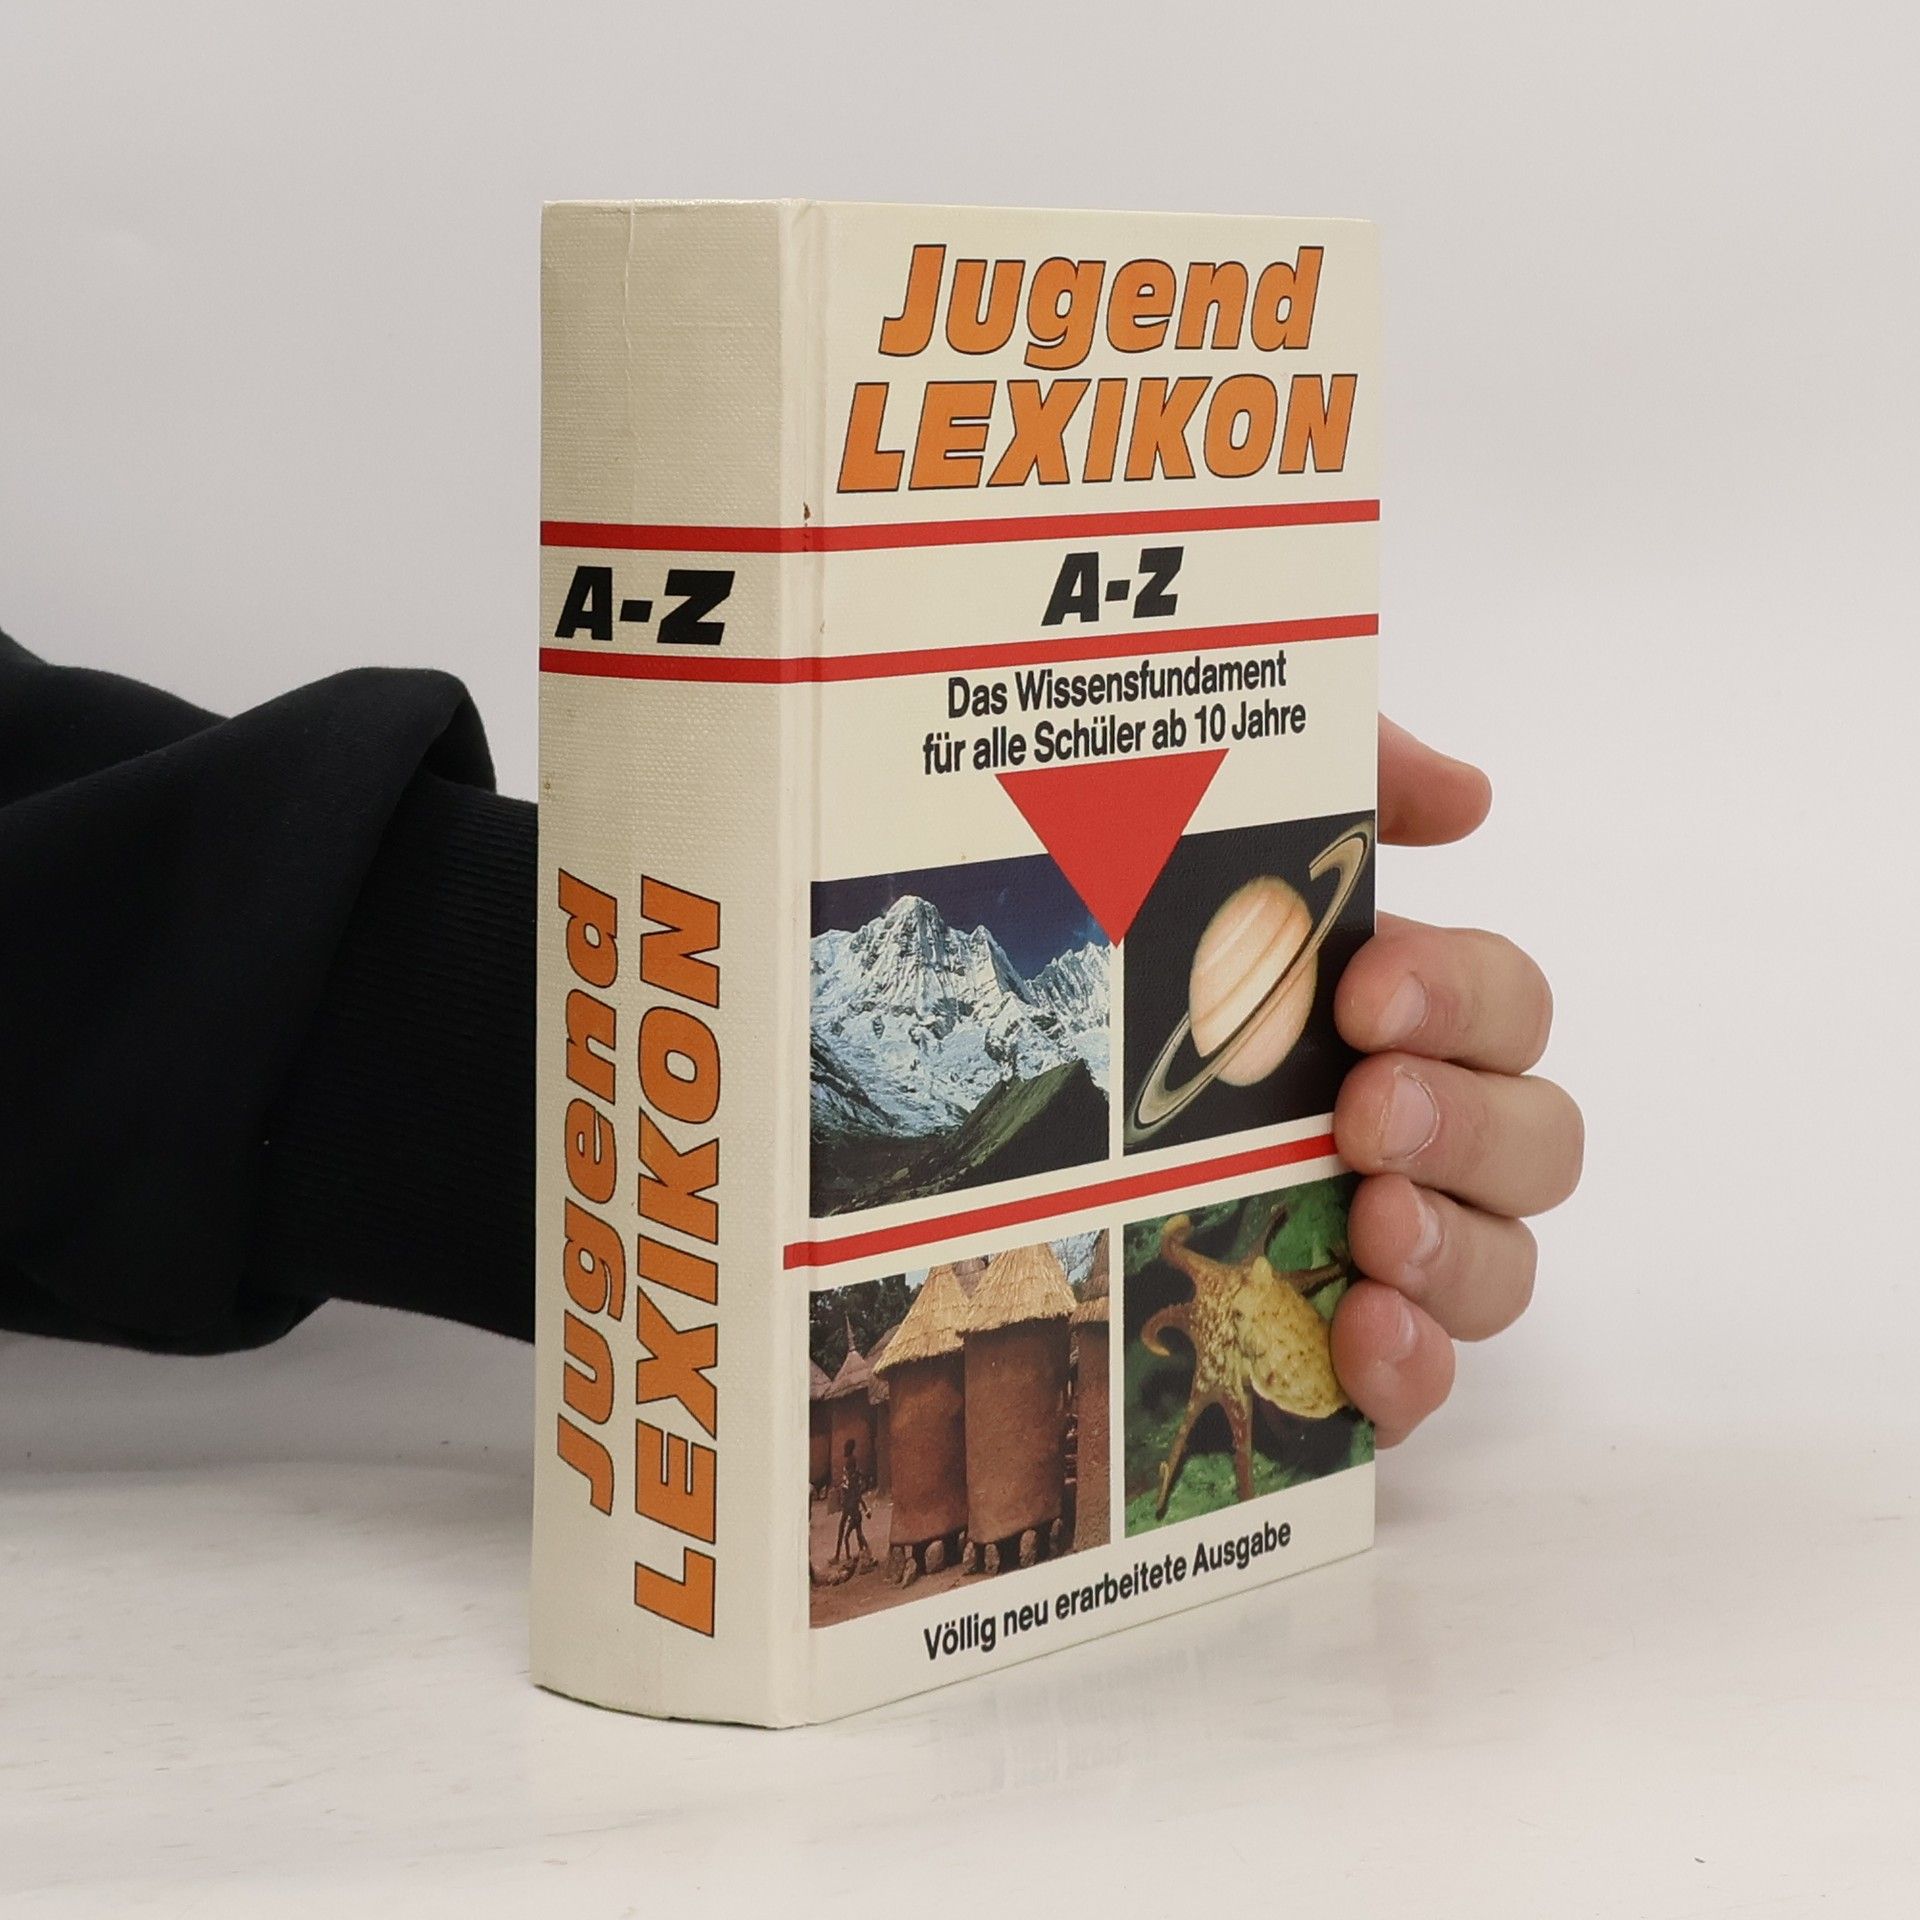 Jugend
LEXIKON
A-Z
Das Wissensfundament
für alle Schüler ab 10 Jahre
Völlig neu erarbeitete Ausgabe
A-Z
Jugend
LEXIKON